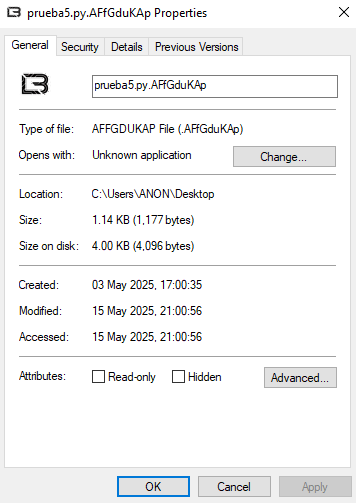 prueba5.py.AFfGduKAp Properties
General Security Details Previous Versions
prueba5.py.AFfGduKAp
Type of file: AFFGDUKAP File (.AFfGduKAp)
Opens with: Unknown application Change...
Location: C:\Users\ANON\Desktop
Size: 1.14 KB (1,177 bytes)
Size on disk: 4.00 KB (4,096 bytes)
Created: 03 May 2025, 17:00:35
Modified: 15 May 2025, 21:00:56
Accessed: 15 May 2025, 21:00:56
Attributes: Read-only Hidden Advanced...
OK Cancel Apply